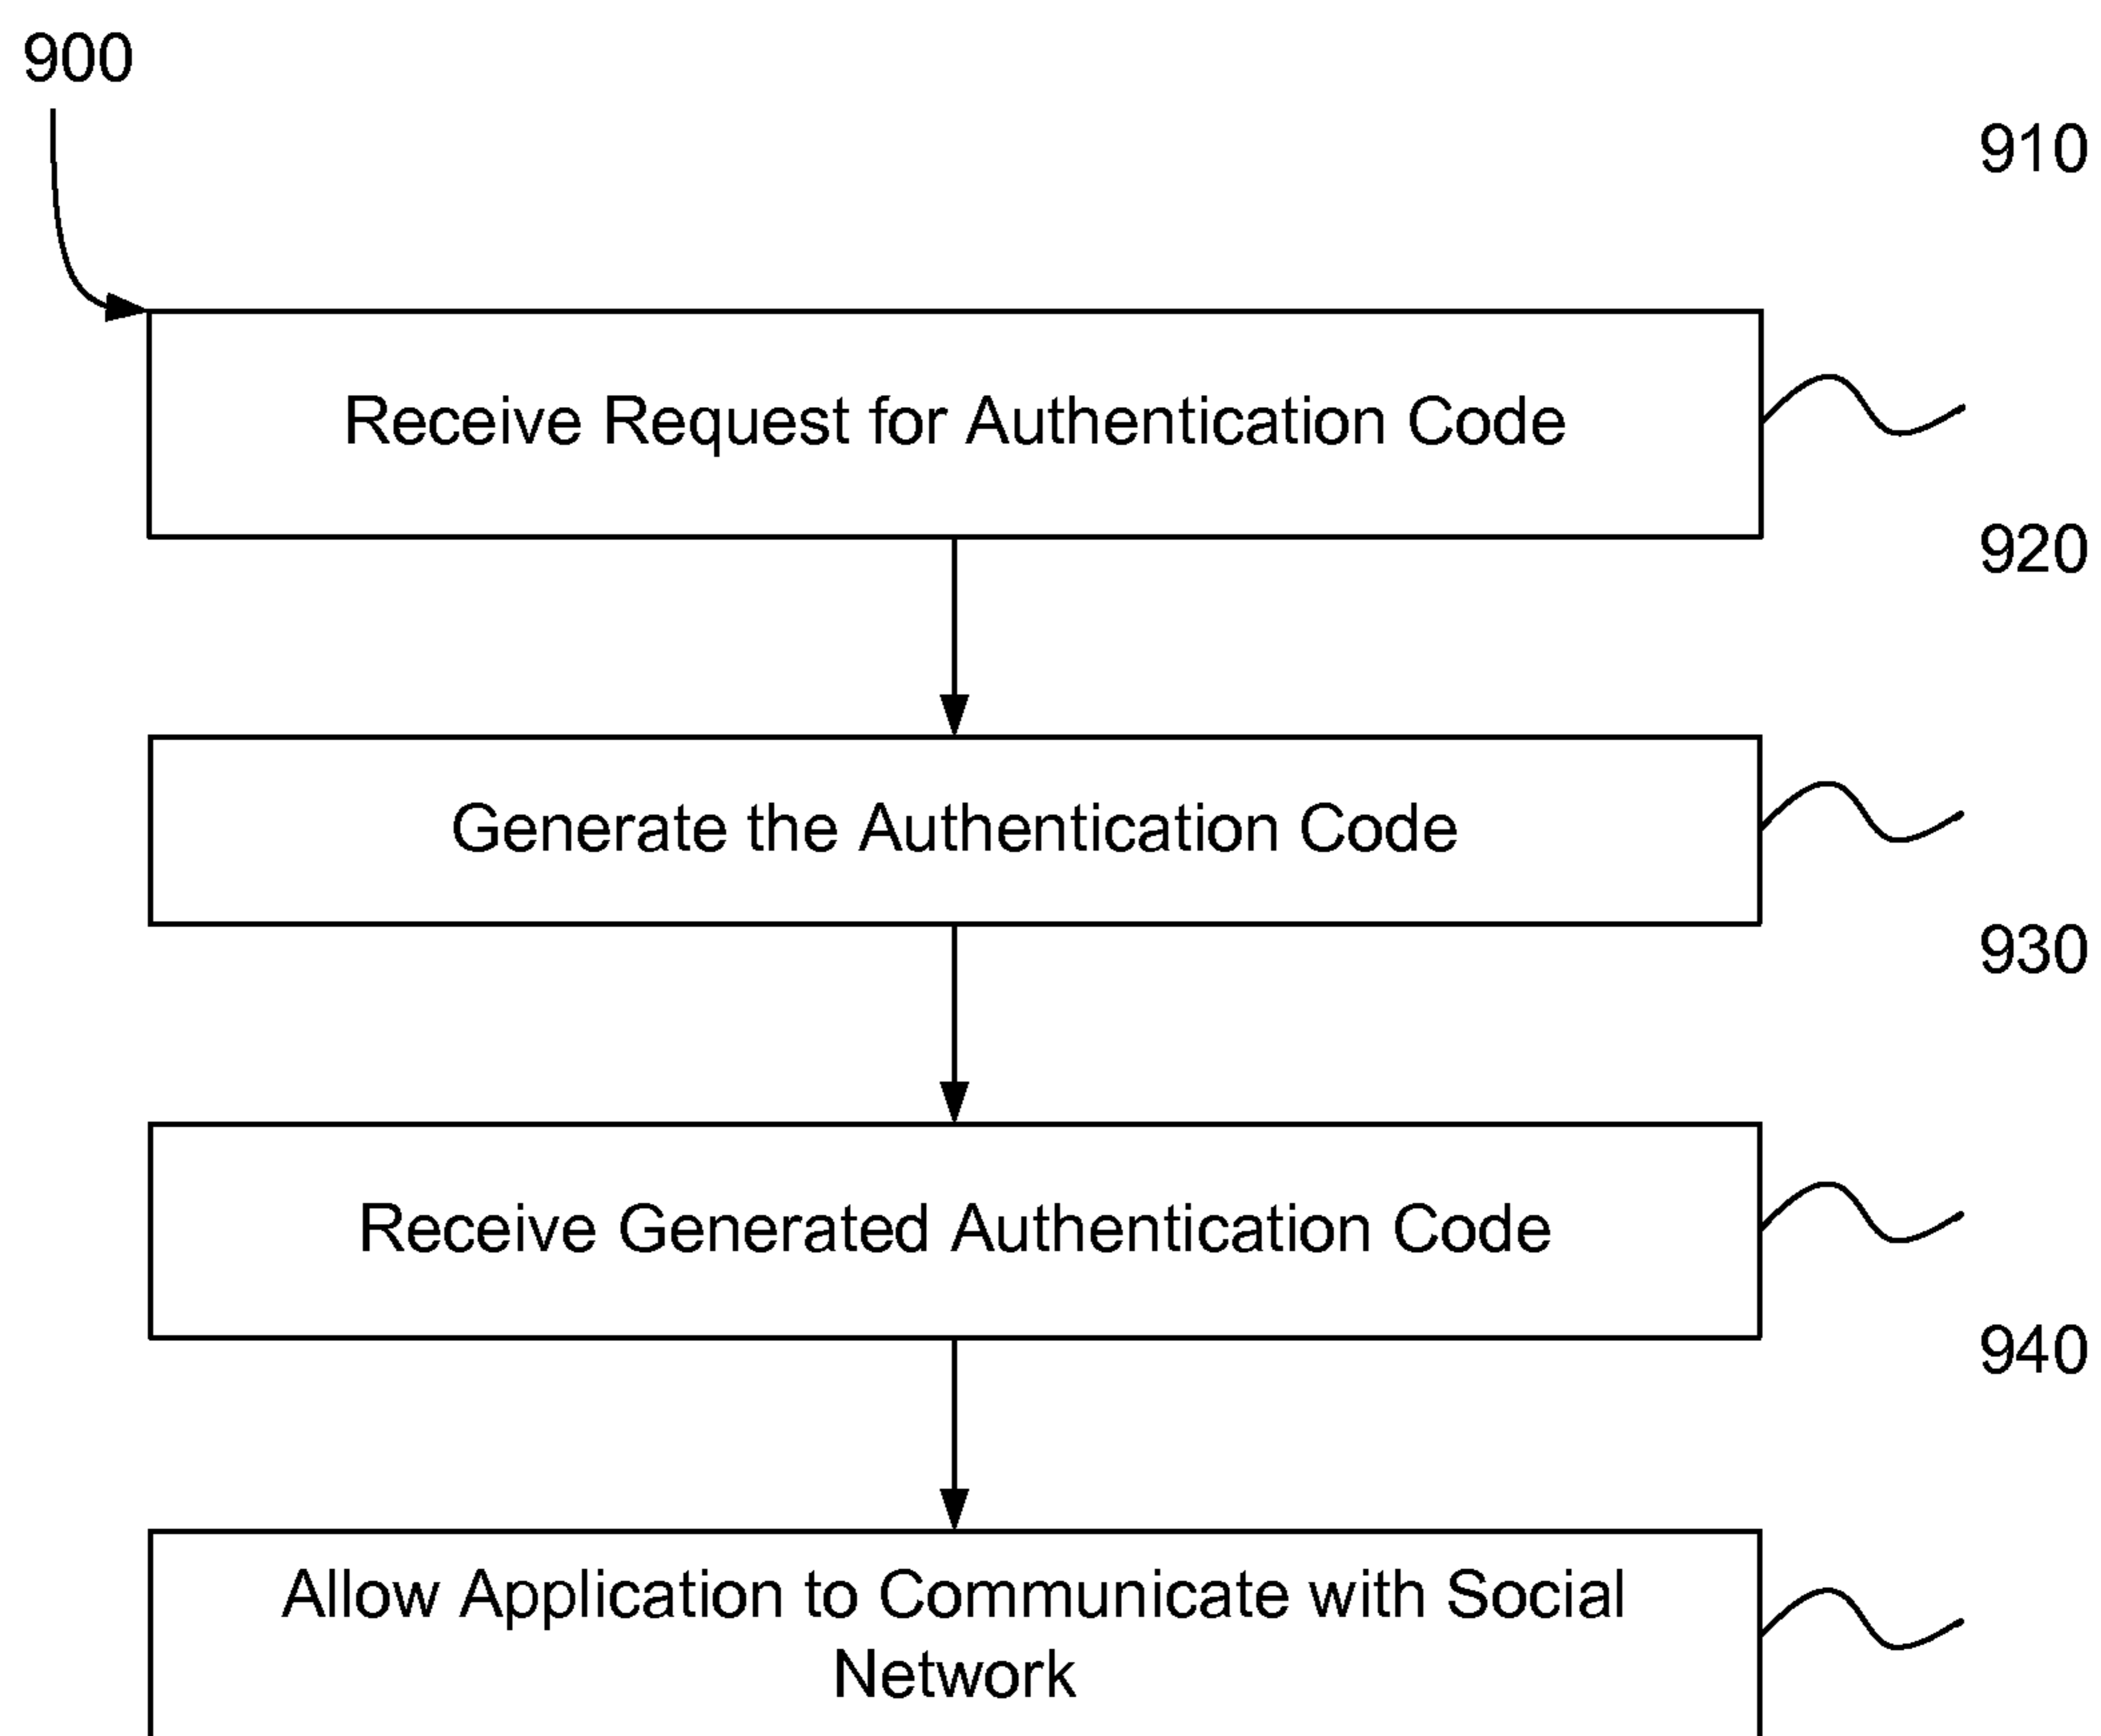 900
910
Receive Request for Authentication Code
920
Generate the Authentication Code
930
Receive Generated Authentication Code
940
Allow Application to Communicate with Social
Network